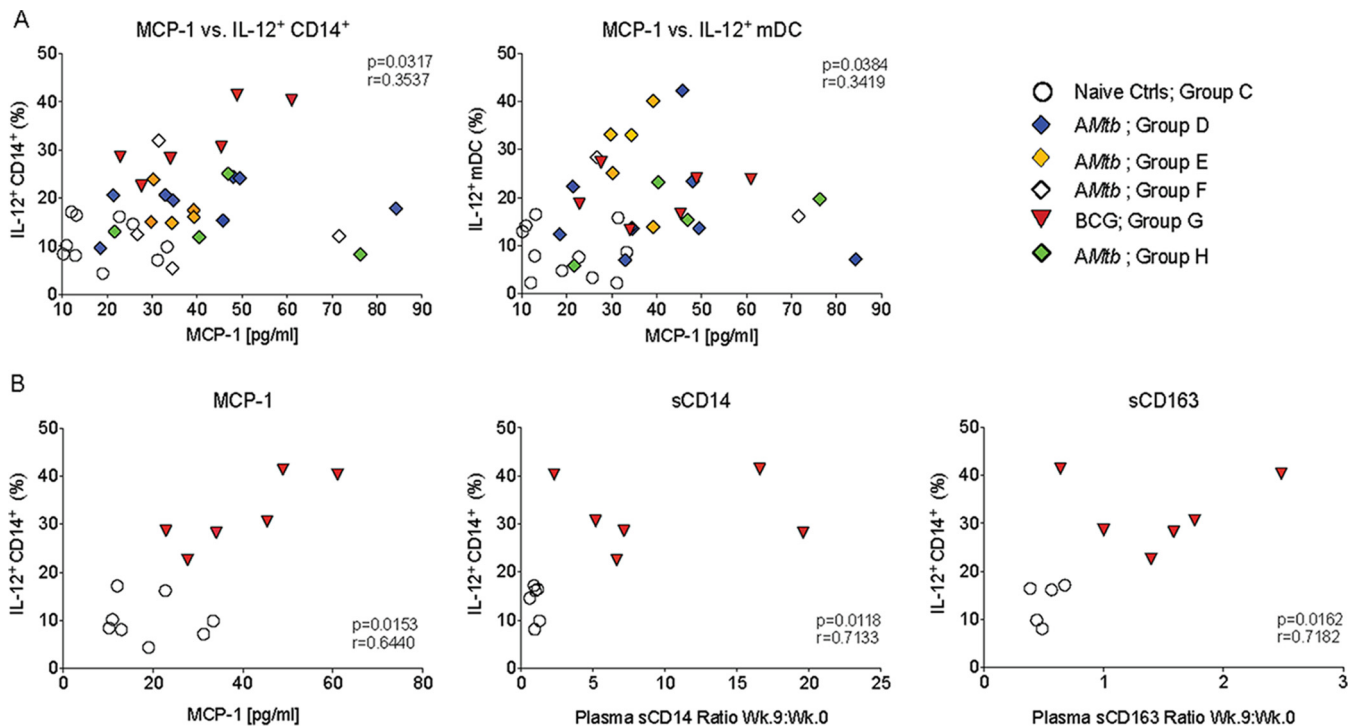 A
MCP-1 vs. IL-12⁺ CD14⁺
p=0.0317
r=0.3537
IL-12⁺ CD14⁺ (%)
50
40
30
20
10
0
10 20 30 40 50 60 70 80 90
MCP-1 [pg/ml]
MCP-1 vs. IL-12⁺ mDC
p=0.0384
r=0.3419
IL-12⁺ mDC (%)
50
40
30
20
10
0
10 20 30 40 50 60 70 80 90
MCP-1 [pg/ml]
Naive Ctrls; Group C
AMtb ; Group D
AMtb ; Group E
AMtb ; Group F
BCG; Group G
AMtb ; Group H
B
MCP-1
IL-12⁺ CD14⁺ (%)
50
40
30
20
10
0
p=0.0153
r=0.6440
0 20 40 60 80
MCP-1 [pg/ml]
sCD14
IL-12⁺ CD14⁺ (%)
50
40
30
20
10
0
p=0.0118
r=0.7133
0 5 10 15 20 25
Plasma sCD14 Ratio Wk.9:Wk.0
sCD163
IL-12⁺ CD14⁺ (%)
50
40
30
20
10
0
p=0.0162
r=0.7182
0 1 2 3
Plasma sCD163 Ratio Wk.9:Wk.0